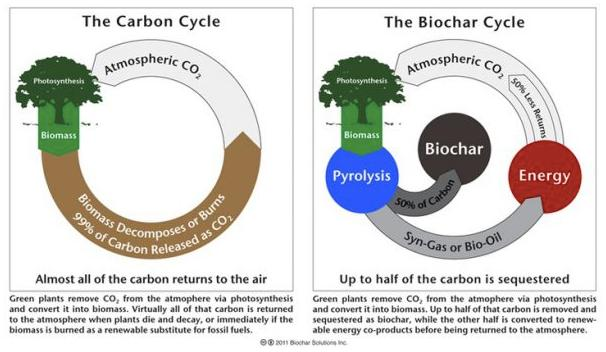 The Carbon Cycle
Atmospheric CO₂
Photosynthesis
Biomass
Biomass Decomposes or Burns
99% of Carbon Released as CO₂
Almost all of the carbon returns to the air
Green plants remove CO₂ from the atmophere via photosynthesis
and convert it into biomass. Virtually all of that carbon is returned
to the atmosphere when plants die and decay, or immediately if the
biomass is burned as a renewable substitute for fossil fuels.
The Biochar Cycle
Atmospheric CO₂
50% Less Returns
Photosynthesis
Biomass
Pyrolysis
Biochar
Energy
50% of Carbon
Syn-Gas or Bio-Oil
Up to half of the carbon is sequestered
Green plants remove CO₂ from the atmophere via photosynthesis
and convert it into biomass. Up to half of that carbon is removed and
sequestered as biochar, while the other half is converted to renew-
able energy co-products before being returned to the atmosphere.
2011 Biochar Solutions Inc.